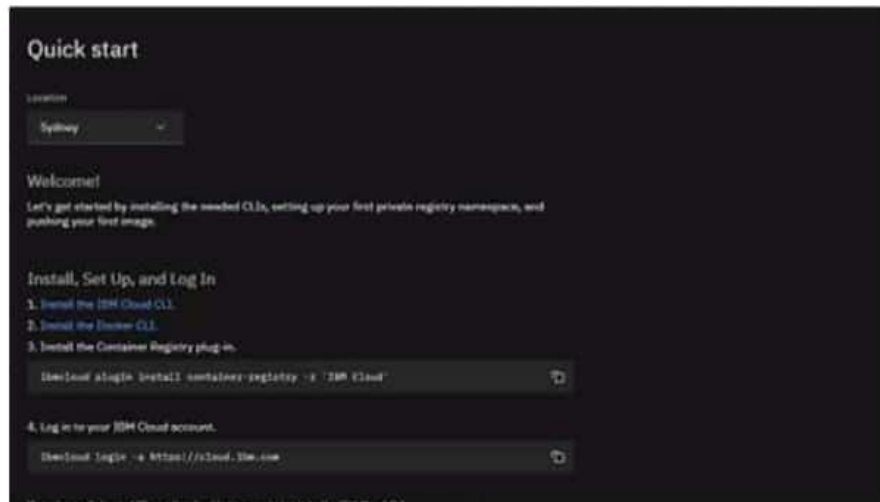 Quick start
Location
Sydney
Welcome!
Let's get started by installing the needed CLIs, setting up your first private registry namespace, and
pushing your first image.
Install, Set Up, and Log In
1. Install the IBM Cloud CLI.
2. Install the Docker CLI.
3. Install the Container Registry plug-in.
ibmcloud plugin install container-registry -r 'IBM Cloud'
4. Log in to your IBM Cloud account.
ibmcloud login -a https://cloud.ibm.com